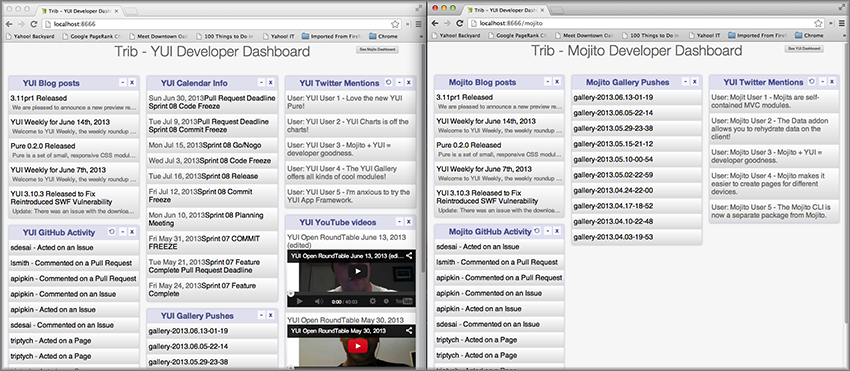 Trib - YUI Developer Dashboard
localhost:8666
Yahoo! Backyard
Google PageRank C
100 Things to Do in
Yahoo! IT
Imported From Firef
Chrome
Trib - YUI Developer Dashboard
See Mojito Dashboard
YUI Blog posts
3.11pr1 Released
We are pleased to announce a new preview re...
YUI Weekly for June 14th, 2013
Welcome to YUI Weekly, the weekly roundup ...
Pure 0.2.0 Released
Pure is a set of small, responsive CSS modul...
YUI Weekly for June 7th, 2013
Welcome to YUI Weekly, the weekly roundup ...
YUI 3.10.3 Released to Fix
Reintroduced SWF Vulnerability
Update: There was an issue with the downloa...
YUI GitHub Activity
sdesai - Acted on an Issue
lsmith - Commented on a Pull Request
apipkin - Commented on a Pull Request
apipkin - Commented on an Issue
apipkin - Acted on an Issue
sdesai - Commented on an Issue
triptych - Acted on a Page
triptych - Acted on a Page
YUI Calendar Info
Sun Jun 30, 2013Pull Request Deadline
Sprint 08 Code Freeze
Tue Jul 9, 2013Pull Request Deadline
Sprint 08 Commit Freeze
Mon Jul 15, 2013Sprint 08 Go/Nogo
Wed Jul 3, 2013Sprint 08 Code Freeze
Tue Jul 16, 2013Sprint 08 Release
Fri Jul 12, 2013Sprint 08 Commit
Freeze
Mon Jun 10, 2013Sprint 08 Planning
Meeting
Fri May 31, 2013Sprint 07 COMMIT
FREEZE
Tue May 21, 2013Sprint 07 Feature
Complete Pull Request Deadline
Fri May 24, 2013Sprint 07 Feature
Complete
YUI Gallery Pushes
gallery-2013.06.13-01-19
gallery-2013.06.05-22-14
gallery-2013.05.29-23-38
YUI Twitter Mentions
User: YUI User 1 - Love the new YUI
Puro!
User: YUI User 2 - YUI Charts is off the
charts!
User: YUI User 3 - Mojito + YUI =
developer goodness.
User: YUI User 4 - The YUI Gallery
offers all kinds of cool modules!
User: YUI User 5 - I'm anxious to try the
YUI App Framework.
YUI YouTube videos
YUI Open RoundTable June 13, 2013
(edited)
YUI Open RoundTable June 13, 2013 (edi...
0:00 / 40:03
YouTube
YUI Open RoundTable May 30, 2013
YUI Open RoundTable May 30, 2013
Trib - YUI Developer Dashboard
localhost:8666/mojito
Yahoo! Backyard
Google PageRank Ch
Meet Downtown Oak
100 Things to Do in
Yahoo! IT
Imported From Firef
Chrome
Trib - Mojito Developer Dashboard
See YUI Dashboard
Mojito Blog posts
3.11pr1 Released
We are pleased to announce a new preview re...
YUI Weekly for June 14th, 2013
Welcome to YUI Weekly, the weekly roundup ...
Pure 0.2.0 Released
Pure is a set of small, responsive CSS modul...
YUI Weekly for June 7th, 2013
Welcome to YUI Weekly, the weekly roundup ...
YUI 3.10.3 Released to Fix
Reintroduced SWF Vulnerability
Update: There was an issue with the downloa...
Mojito GitHub Activity
sdesai - Acted on an Issue
lsmith - Commented on a Pull Request
apipkin - Commented on a Pull Request
apipkin - Commented on an Issue
apipkin - Acted on an Issue
sdesai - Commented on an Issue
triptych - Acted on a Page
triptych - Acted on a Page
Mojito Gallery Pushes
gallery-2013.06.13-01-19
gallery-2013.06.05-22-14
gallery-2013.05.29-23-38
gallery-2013.05.15-21-12
gallery-2013.05.10-00-54
gallery-2013.05.02-22-59
gallery-2013.04.24-22-00
gallery-2013.04.17-18-52
gallery-2013.04.10-22-48
gallery-2013.04.03-19-53
YUI Twitter Mentions
User: Mojit User 1 - Mojits are self-
contained MVC modules.
User: Mojito User 2 - The Data addon
allows you to rehydrate data on the
client!
User: Mojito User 3 - Mojito + YUI =
developer goodness.
User: Mojito User 4 - Mojito makes it
easier to create pages for different
devices.
User: Mojito User 5 - The Mojito CLI is
now a separate package from Mojito.